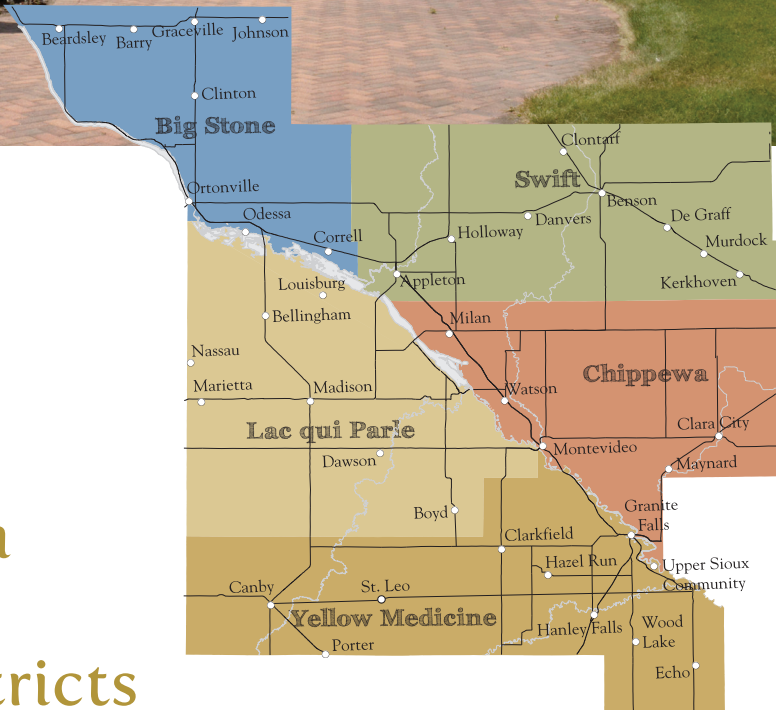 Beardsley
Barry
Graceville
Johnson
Clinton
Big Stone
Clontarf
Swift
Ortonville
Benson
Odessa
Danvers
De Graff
Holloway
Correll
Murdock
Appleton
Kerkhoven
Louisburg
Bellingham
Milan
Nassau
Chippewa
Marietta
Madison
Watson
Lac qui Parle
Clara City
Montevideo
Dawson
Maynard
Boyd
Granite
Falls
Clarkfield
Hazel Run
Upper Sioux
Community
Canby
St. Leo
Yellow Medicine
Hanley Falls
Wood
Lake
Porter
Echo
a
tricts